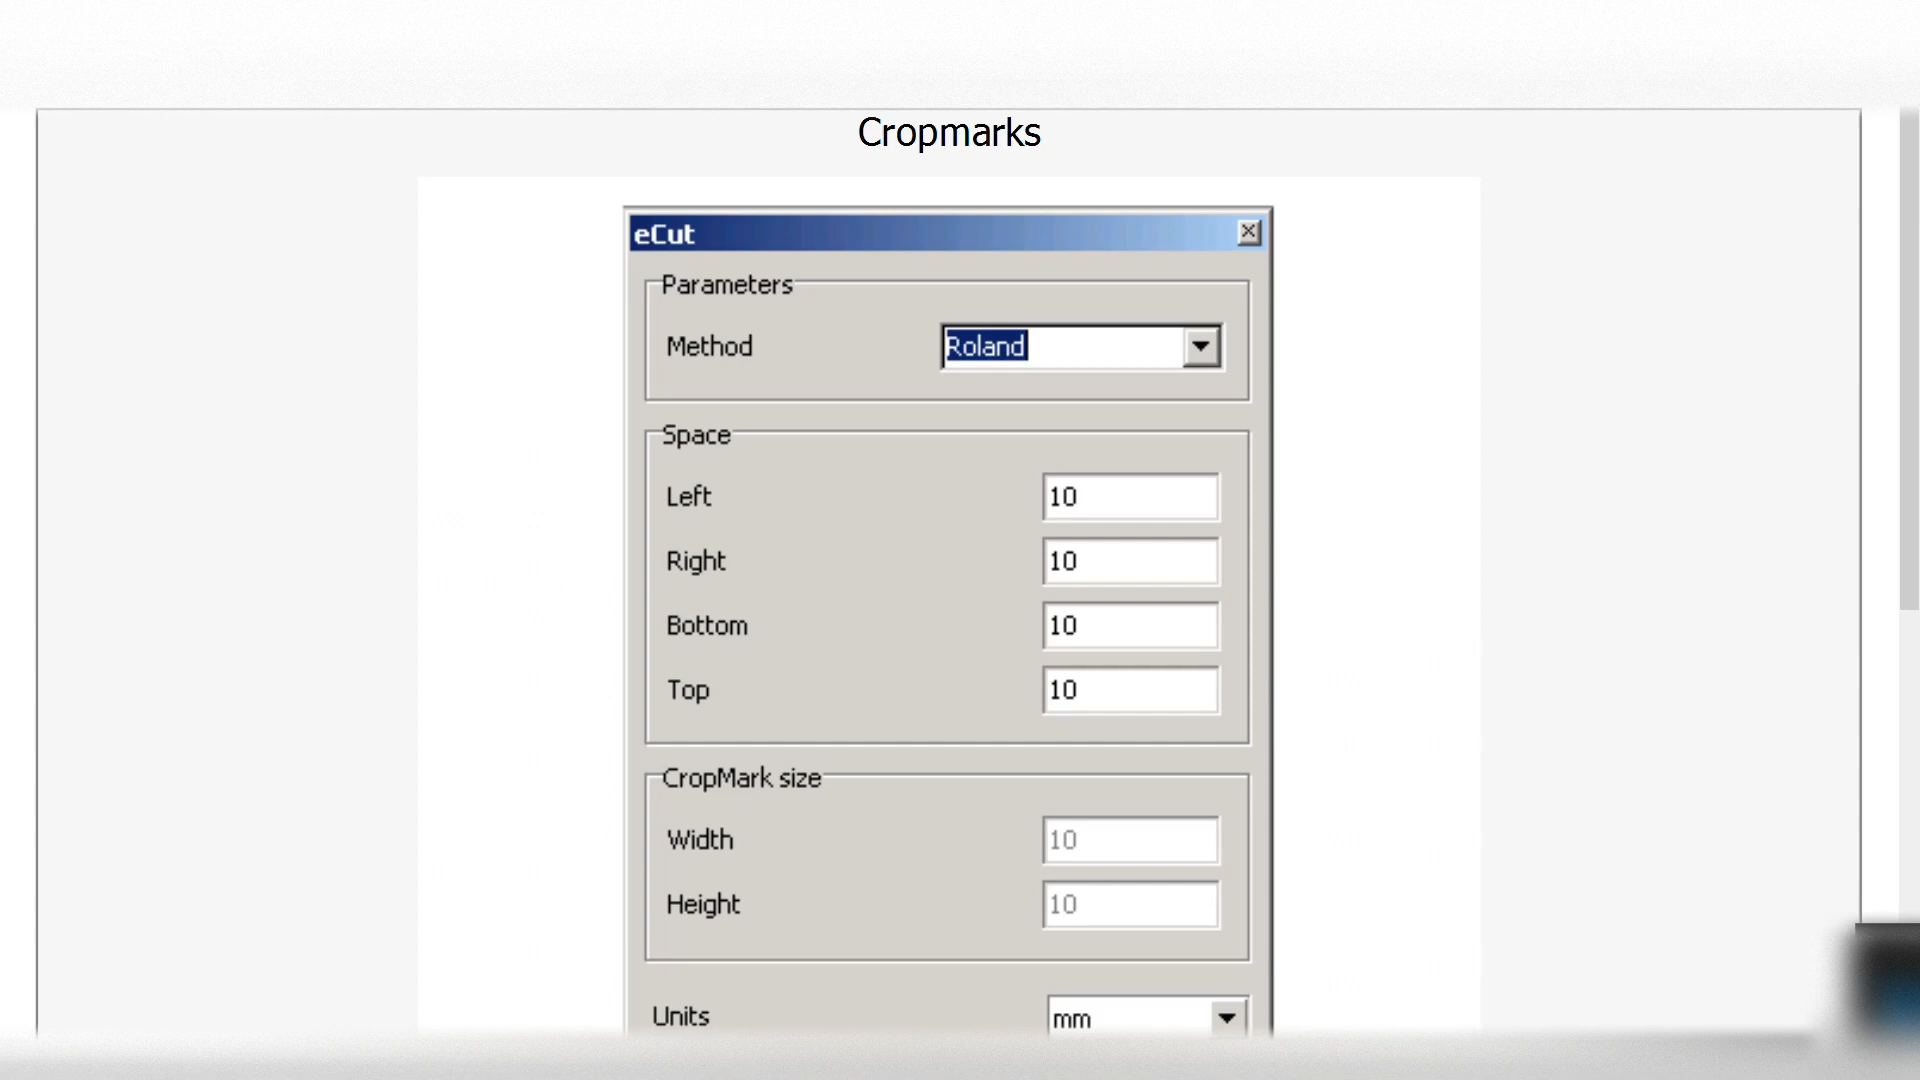 Cropmarks
eCut
Parameters
Method Roland
Space
Left 10
Right 10
Bottom 10
Top 10
CropMark size
Width 10
Height 10
Units mm